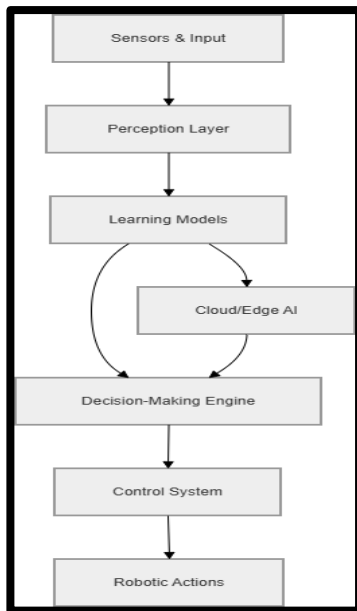 Sensors & Input
Perception Layer
Learning Models
Cloud/Edge AI
Decision-Making Engine
Control System
Robotic Actions